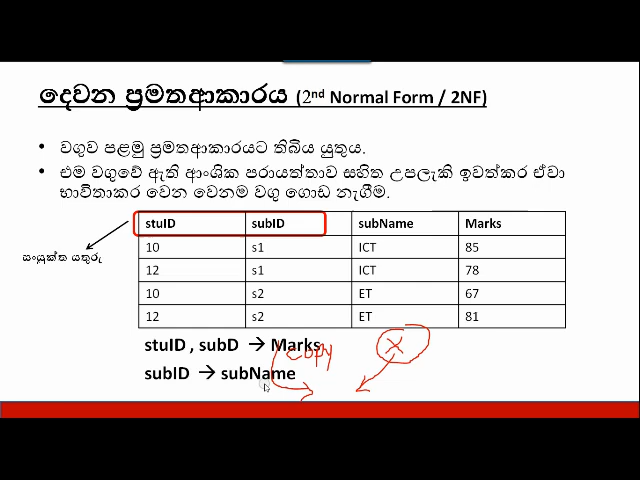 දෙවන ප්‍රමතආකාරය (2nd Normal Form / 2NF)
• වගුව පළමු ප්‍රමතආකාරයට තිබිය යුතුය.
• එම වගුවේ ඇති ආංශික පරායත්තාව සහිත උපලැකි ඉවත්කර ඒවා
භාවිතාකර වෙන වෙනම වගු ගොඩ නැගීම.
stuID subID subName Marks
සංයුක්ත යතුරු
10 s1 ICT 85
12 s1 ICT 78
10 s2 ET 67
12 s2 ET 81
stuID , subD → Marks
copy X
subID → subName